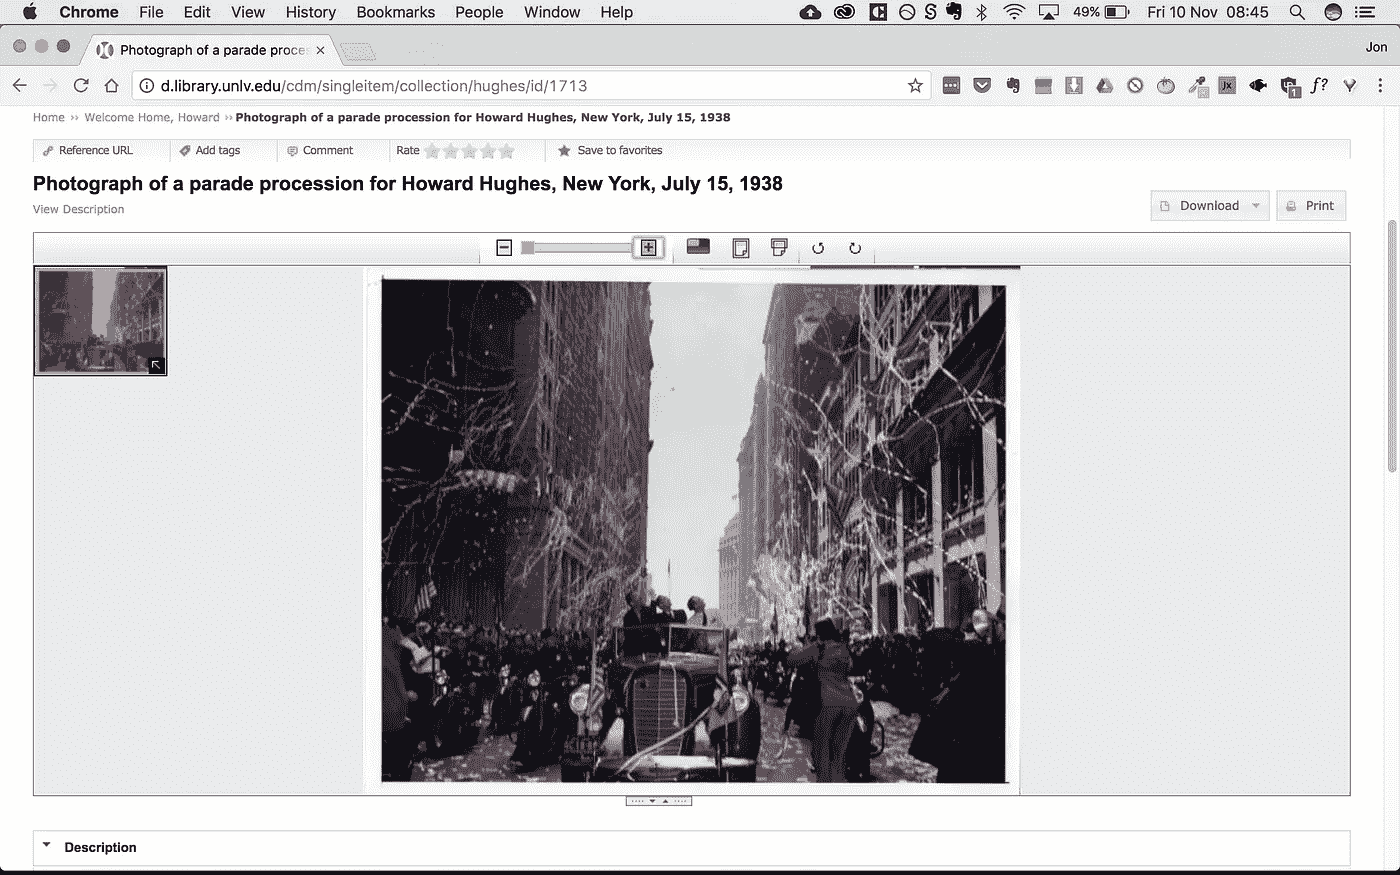 Chrome File Edit View History Bookmarks People Window Help 49% Fri 10 Nov 08:45
Photograph of a parade proces
Jon
d.library.unlv.edu/cdm/singleitem/collection/hughes/id/1713
Home ›› Welcome Home, Howard ›› Photograph of a parade procession for Howard Hughes, New York, July 15, 1938
Reference URL Add tags Comment Rate Save to favorites
Photograph of a parade procession for Howard Hughes, New York, July 15, 1938
View Description
Download Print
Description